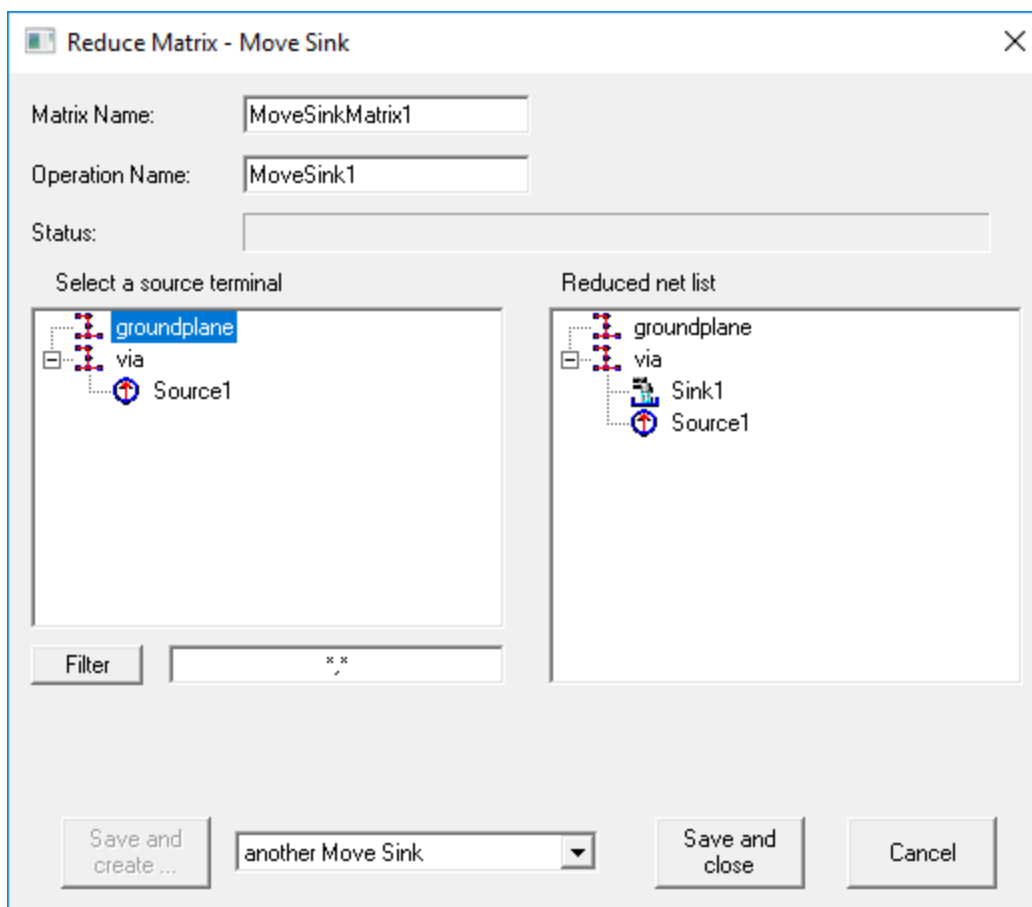 Reduce Matrix - Move Sink
Matrix Name: MoveSinkMatrix1
Operation Name: MoveSink1
Status:
Select a source terminal
groundplane
via
Source1
Filter *,*
Reduced net list
groundplane
via
Sink1
Source1
Save and
create ...
another Move Sink
Save and
close
Cancel